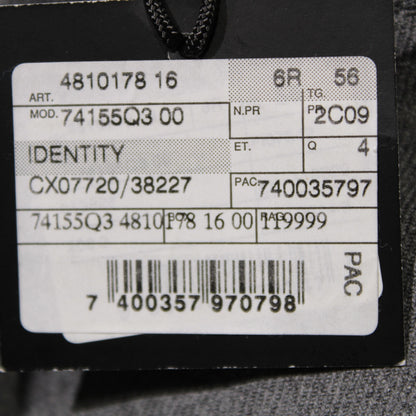 4810178 16 6R 56
ART. TG.
MOD. 74155Q3 00 N.PR PR 2C09
IDENTITY ET. Q 4
CX07720/38227 PAC 740035797
74155Q3 4810178 16 00 119999
PAC
7 400357 970798